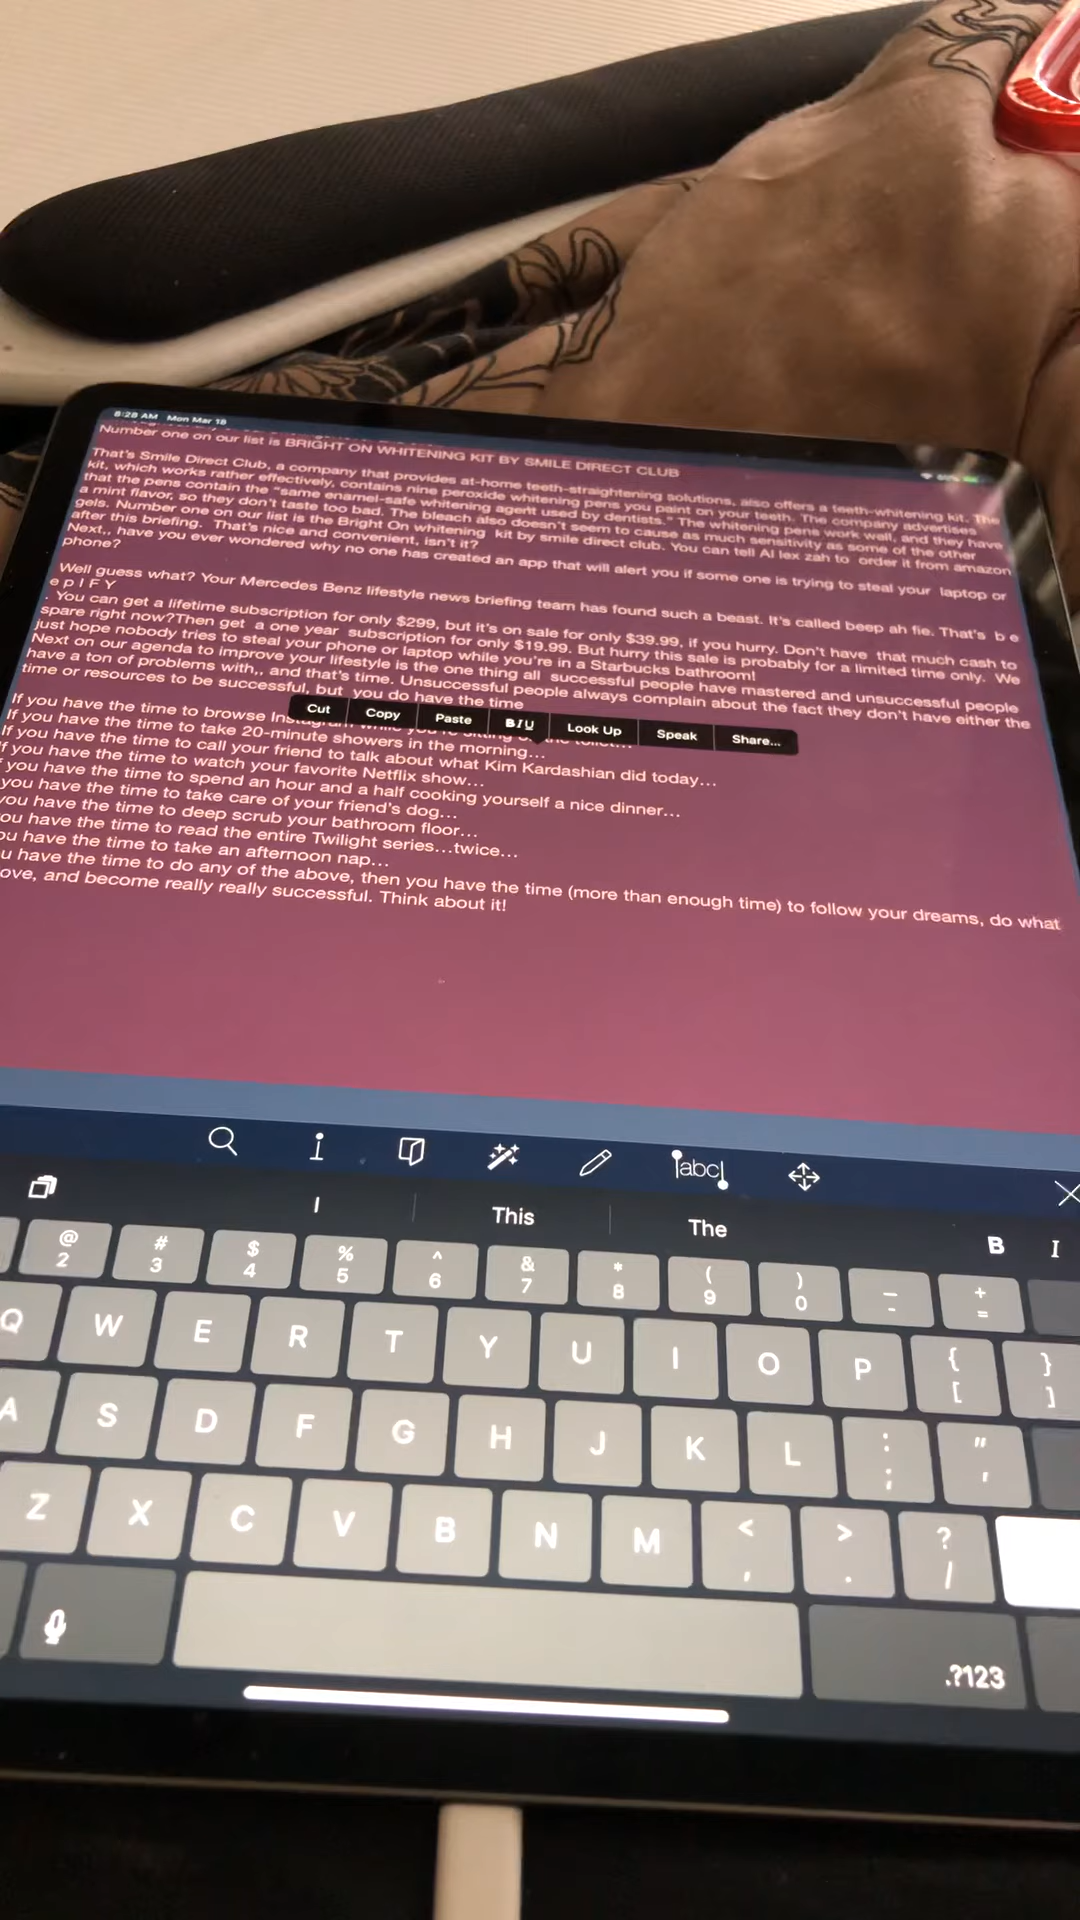 8:28 AM Mon Mar 18
Number one on our list is BRIGHT ON WHITENING KIT BY SMILE DIRECT CLUB
That's Smile Direct Club, a company that provides at-home teeth-straightening solutions, also offers a teeth-whitening kit. The
kit, which works rather effectively, contains nine peroxide whitening pens you paint on your teeth. The company advertises
that the pens contain the "same enamel-safe whitening agent used by dentists." The whitening pens work well, and they have
a mint flavor, so they don't taste too bad. The bleach also doesn't seem to cause as much sensitivity as some of the other
gels. Number one on our list is the Bright On whitening kit by smile direct club. You can tell Al lex zah to order it from amazon
after this briefing. That's nice and convenient, isn't it?
Next,, have you ever wondered why no one has created an app that will alert you if some one is trying to steal your laptop or
phone?
Well guess what? Your Mercedes Benz lifestyle news briefing team has found such a beast. It's called beep ah fie. That's b e
e p I F Y
. You can get a lifetime subscription for only $299, but it's on sale for only $39.99, if you hurry. Don't have that much cash to
spare right now?Then get a one year subscription for only $19.99. But hurry this sale is probably for a limited time only. We
just hope nobody tries to steal your phone or laptop while you're in a Starbucks bathroom!
Next on our agenda to improve your lifestyle is the one thing all successful people have mastered and unsuccessful people
have a ton of problems with,, and that's time. Unsuccessful people always complain about the fact they don't have either the
time or resources to be successful, but you do have the time
Cut Copy Paste BIU Look Up Speak Share...
If you have the time to browse Instagram while you're sitting
If you have the time to take 20-minute showers in the morning...
If you have the time to call your friend to talk about what Kim Kardashian did today...
f you have the time to watch your favorite Netflix show...
you have the time to spend an hour and a half cooking yourself a nice dinner...
you have the time to take care of your friend's dog...
you have the time to deep scrub your bathroom floor...
ou have the time to read the entire Twilight series...twice...
ou have the time to take an afternoon nap...
u have the time to do any of the above, then you have the time (more than enough time) to follow your dreams, do what
ove, and become really really successful. Think about it!
abc
I This The B I
@ # $ % ^ & * ( ) _ +
2 3 4 5 6 7 8 9 0 - =
Q W E R T Y U I O P { [ } ]
A S D F G H J K L : ; " '
Z X C V B N M < , > . ? /
.?123